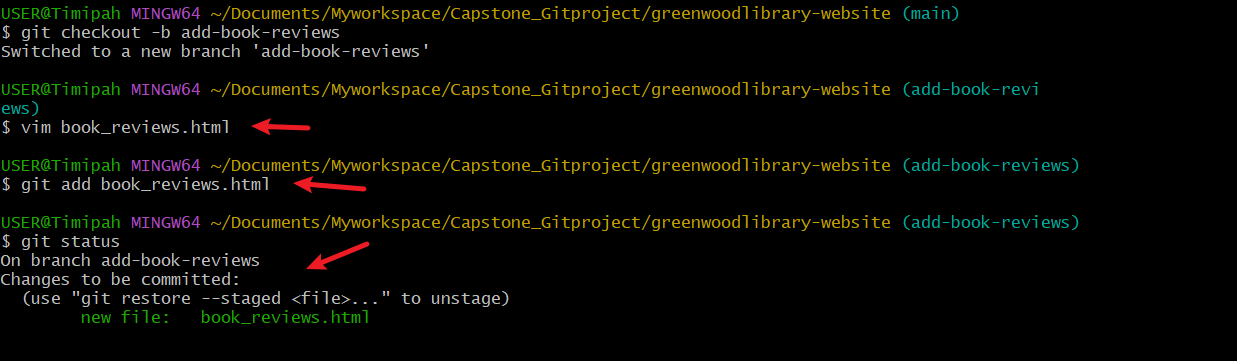 USER@Timipah MINGW64 ~/Documents/Myworkspace/Capstone_Gitproject/greenwoodlibrary-website (main)
$ git checkout -b add-book-reviews
Switched to a new branch 'add-book-reviews'
USER@Timipah MINGW64 ~/Documents/Myworkspace/Capstone_Gitproject/greenwoodlibrary-website (add-book-revi
ews)
$ vim book_reviews.html
USER@Timipah MINGW64 ~/Documents/Myworkspace/Capstone_Gitproject/greenwoodlibrary-website (add-book-reviews)
$ git add book_reviews.html
USER@Timipah MINGW64 ~/Documents/Myworkspace/Capstone_Gitproject/greenwoodlibrary-website (add-book-reviews)
$ git status
On branch add-book-reviews
Changes to be committed:
  (use "git restore --staged <file>..." to unstage)
        new file:   book_reviews.html